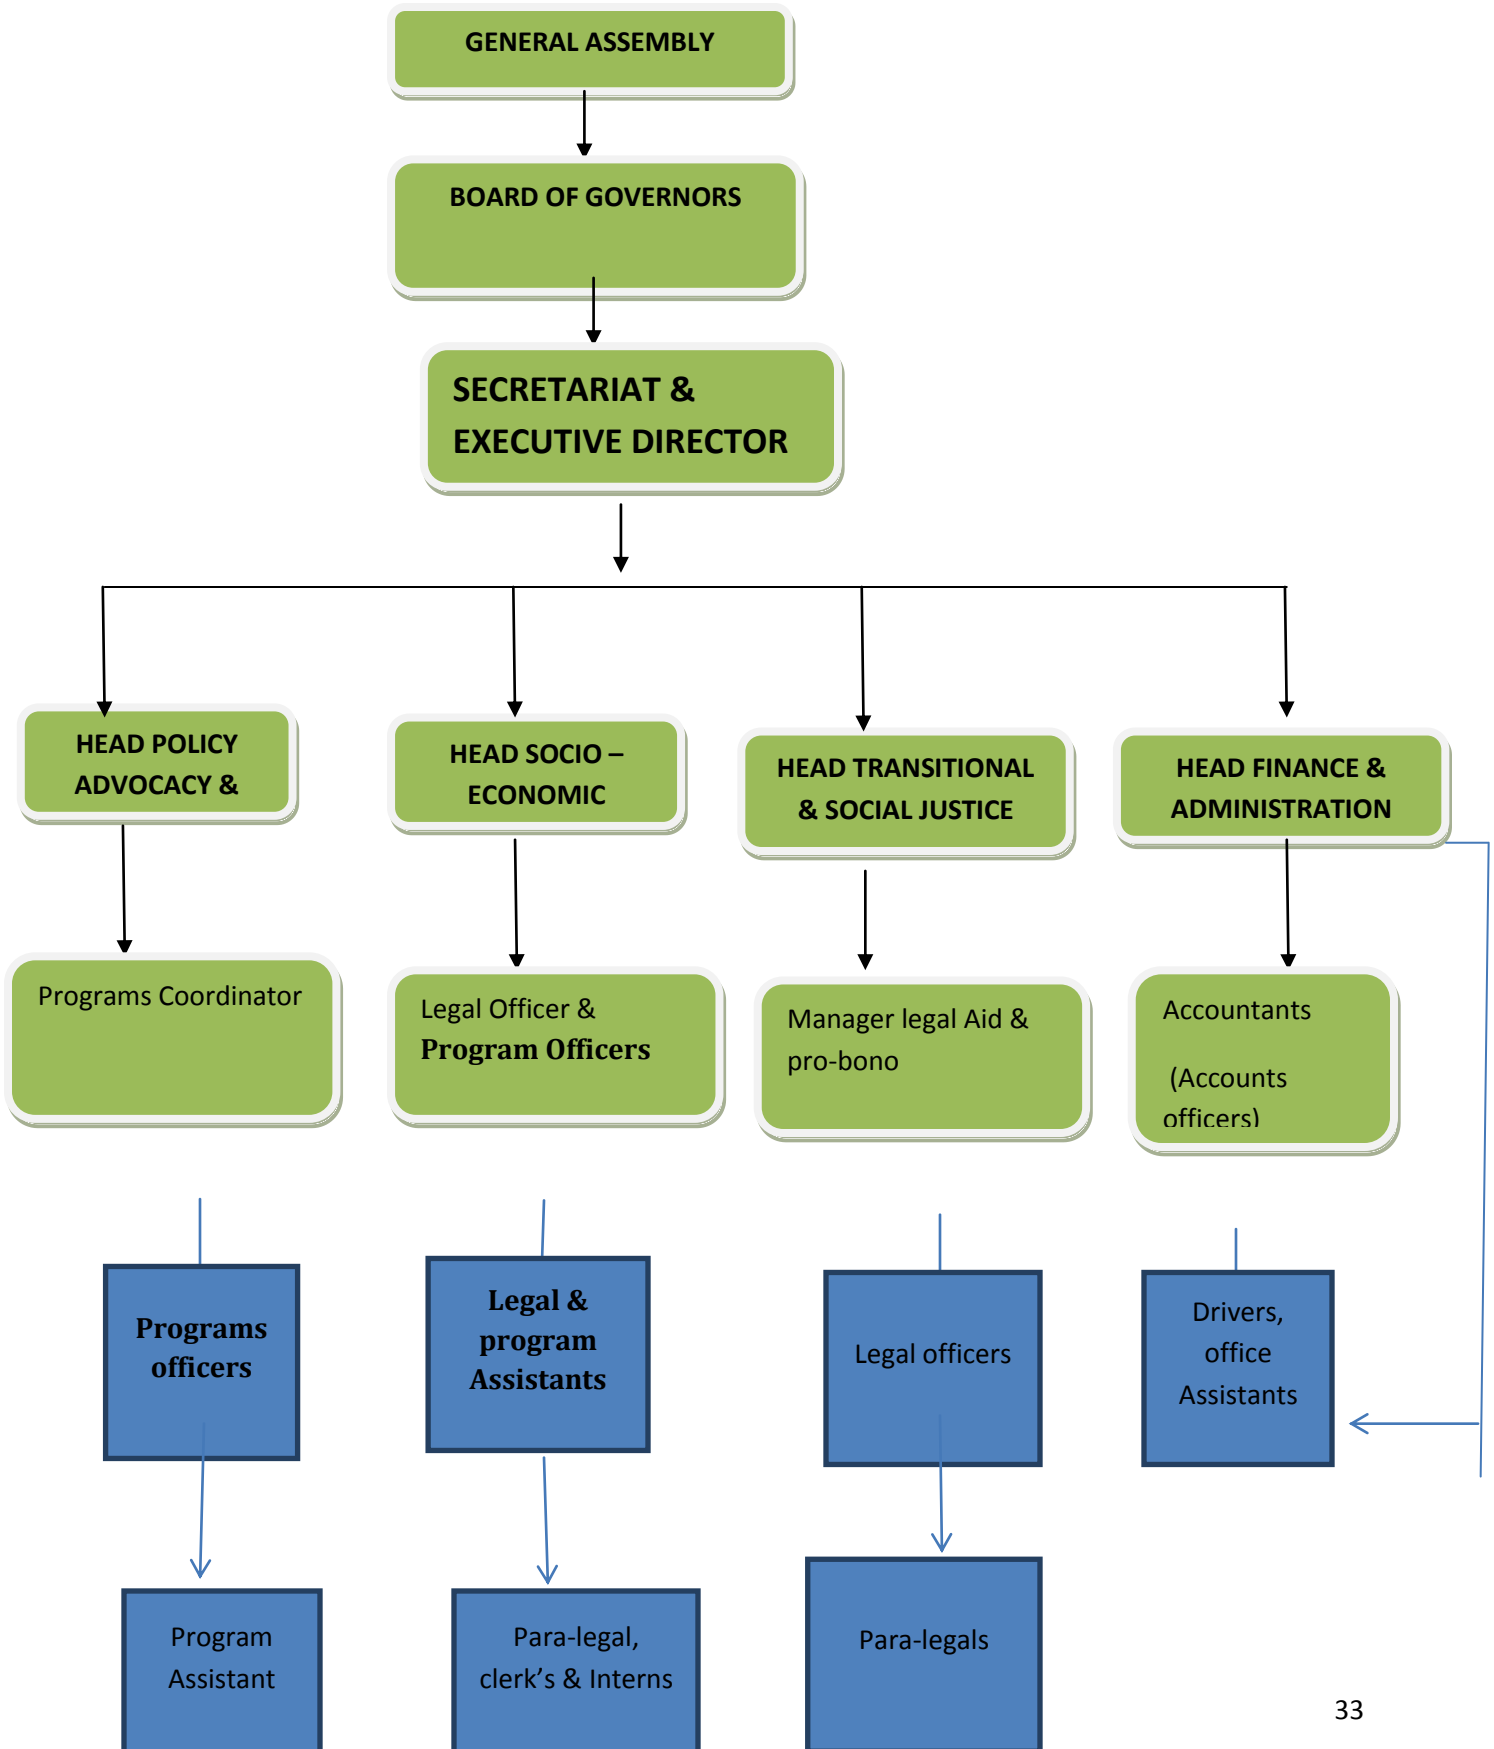 GENERAL ASSEMBLY
BOARD OF GOVERNORS
SECRETARIAT &
EXECUTIVE DIRECTOR
HEAD POLICY
ADVOCACY &
HEAD SOCIO –
ECONOMIC
HEAD TRANSITIONAL
& SOCIAL JUSTICE
HEAD FINANCE &
ADMINISTRATION
Programs Coordinator
Legal Officer &
Program Officers
Manager legal Aid &
pro-bono
Accountants
(Accounts
officers)
Programs
officers
Legal &
program
Assistants
Legal officers
Drivers,
office
Assistants
Program
Assistant
Para-legal,
clerk’s & Interns
Para-legals
33